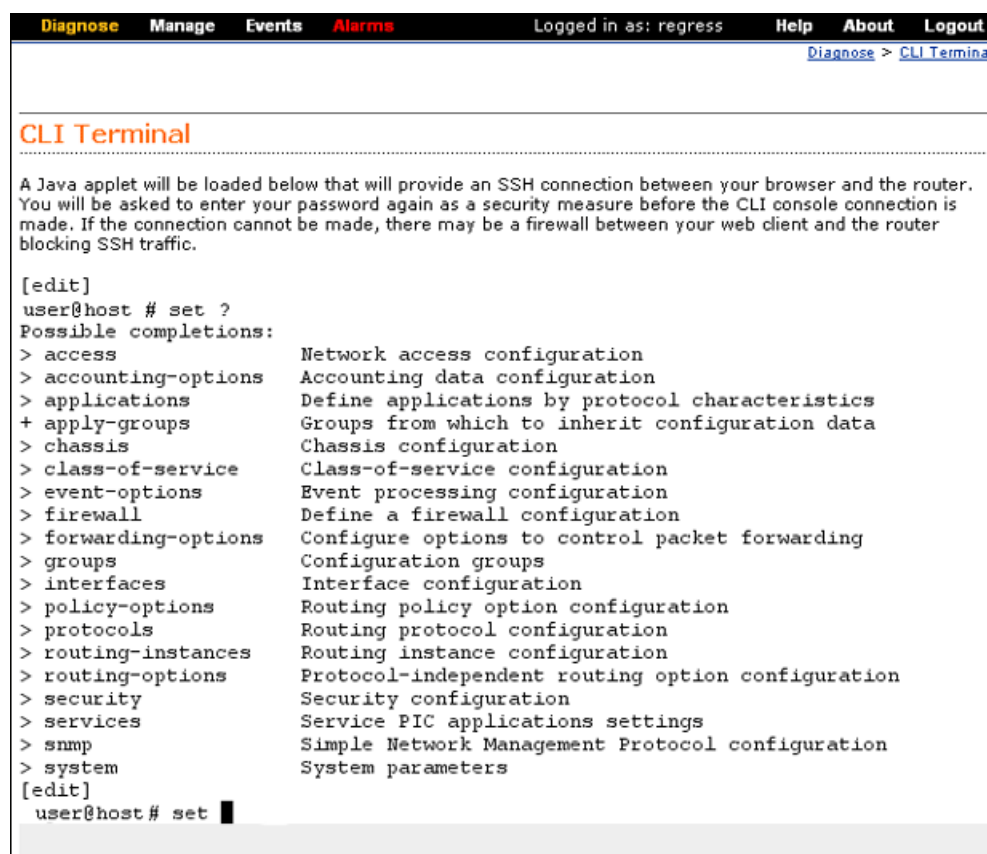 Diagnose Manage Events Alarms Logged in as: regress Help About Logout
Diagnose > CLI Termina
CLI Terminal
A Java applet will be loaded below that will provide an SSH connection between your browser and the router.
You will be asked to enter your password again as a security measure before the CLI console connection is
made. If the connection cannot be made, there may be a firewall between your web client and the router
blocking SSH traffic.
[edit]
user@host # set ?
Possible completions:
> access Network access configuration
> accounting-options Accounting data configuration
> applications Define applications by protocol characteristics
+ apply-groups Groups from which to inherit configuration data
> chassis Chassis configuration
> class-of-service Class-of-service configuration
> event-options Event processing configuration
> firewall Define a firewall configuration
> forwarding-options Configure options to control packet forwarding
> groups Configuration groups
> interfaces Interface configuration
> policy-options Routing policy option configuration
> protocols Routing protocol configuration
> routing-instances Routing instance configuration
> routing-options Protocol-independent routing option configuration
> security Security configuration
> services Service PIC applications settings
> snmp Simple Network Management Protocol configuration
> system System parameters
[edit]
user@host# set